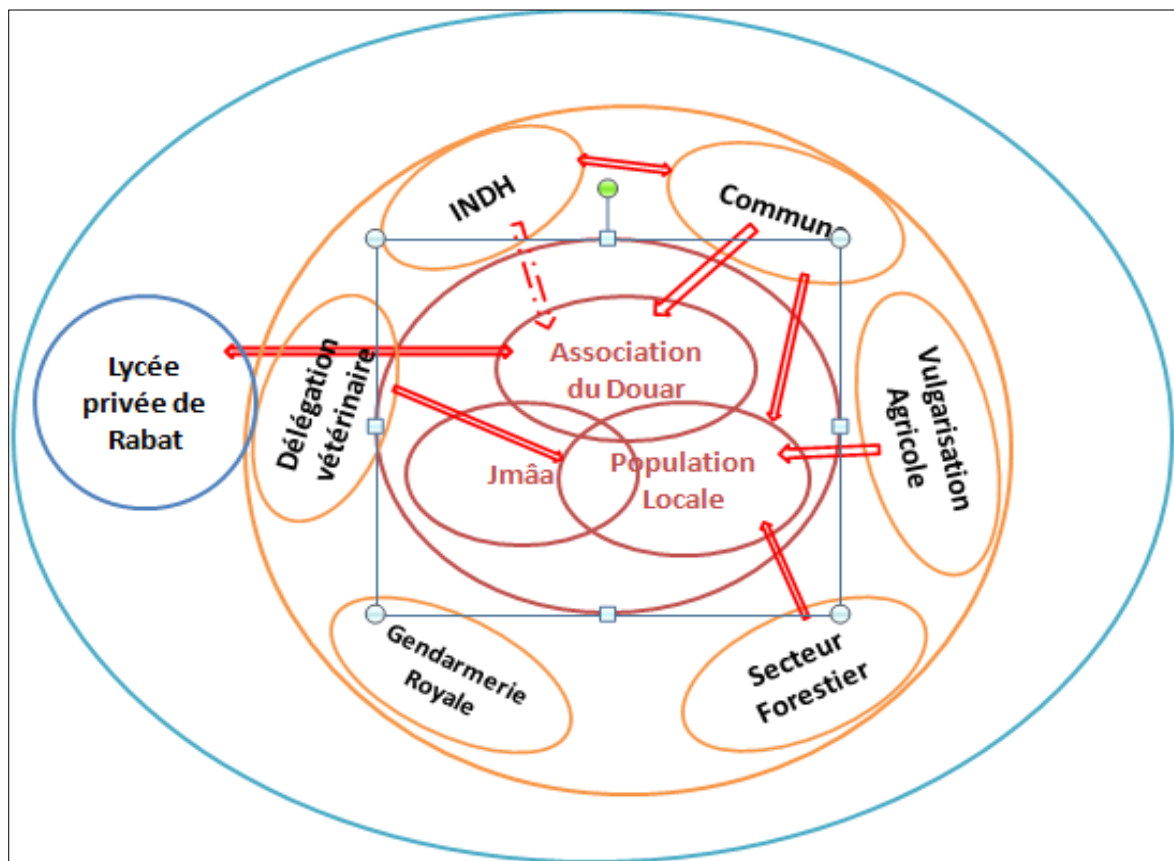 INDH
Commun
Lycée
privée de
Rabat
Délégation
vétérinaire
Association
du Douar
Jmâa
Population
Locale
Vulgarisation
Agricole
Gendarmerie
Royale
Secteur
Forestier